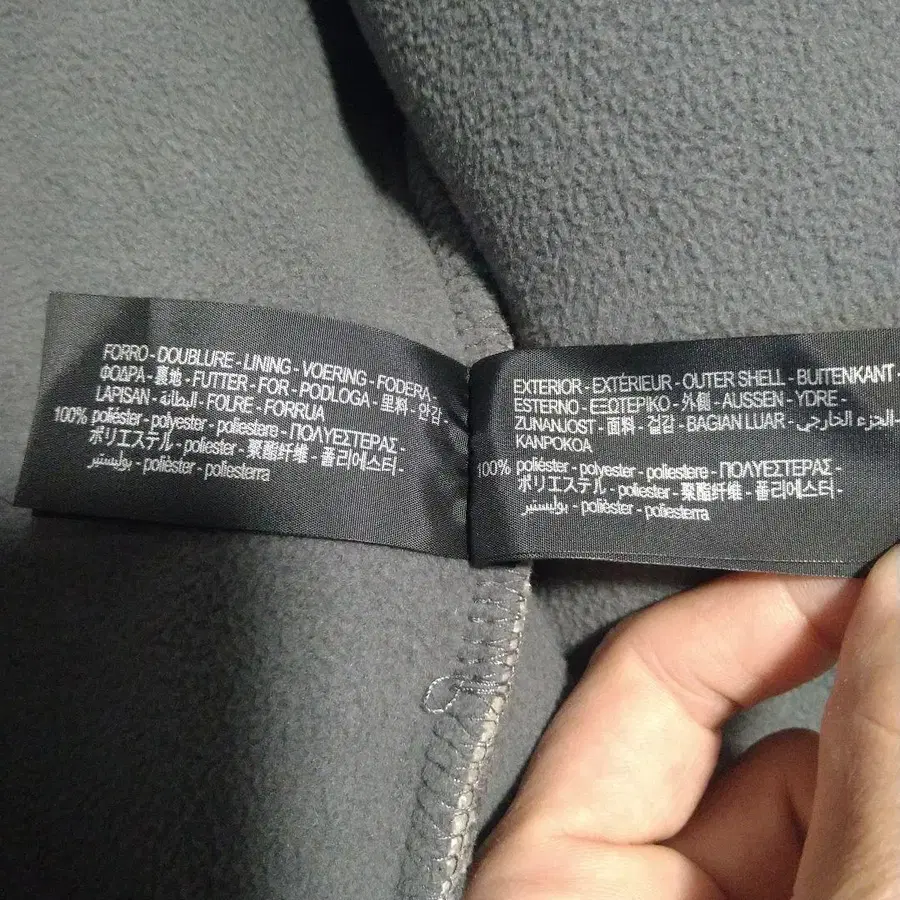 FORRO - DOUBLURE - LINING - VOERING - FODERA -
ΦΟΔΡΑ - 裏地 - FUTTER - FOR - PODLOGA - 里料 - 안감 -
LAPISAN - البطانة - FOLRE - FORRUA
100% poliéster - polyester - poliestere - ΠΟΛΥΕΣΤΕΡΑΣ -
ポリエステル - poliester - 聚酯纤维 - 폴리에스터 -
بوليستير - polièster - poliesterra
EXTERIOR - EXTÉRIEUR - OUTER SHELL - BUITENKANT -
ESTERNO - ΕΞΩΤΕΡΙΚΟ - 外側 - AUSSEN - YDRE -
ZUNANJOST - 面料 - 겉감 - BAGIAN LUAR - الجزء الخارجي -
KANPOKOA
100% poliéster - polyester - poliestere - ΠΟΛΥΕΣΤΕΡΑΣ -
ポリエステル - poliester - 聚酯纤维 - 폴리에스터 -
بوليستير - polièster - poliesterra